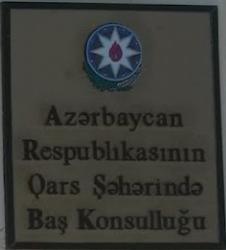 Azərbaycan
Respublikasının
Qars Şəhərində
Baş Konsulluğu